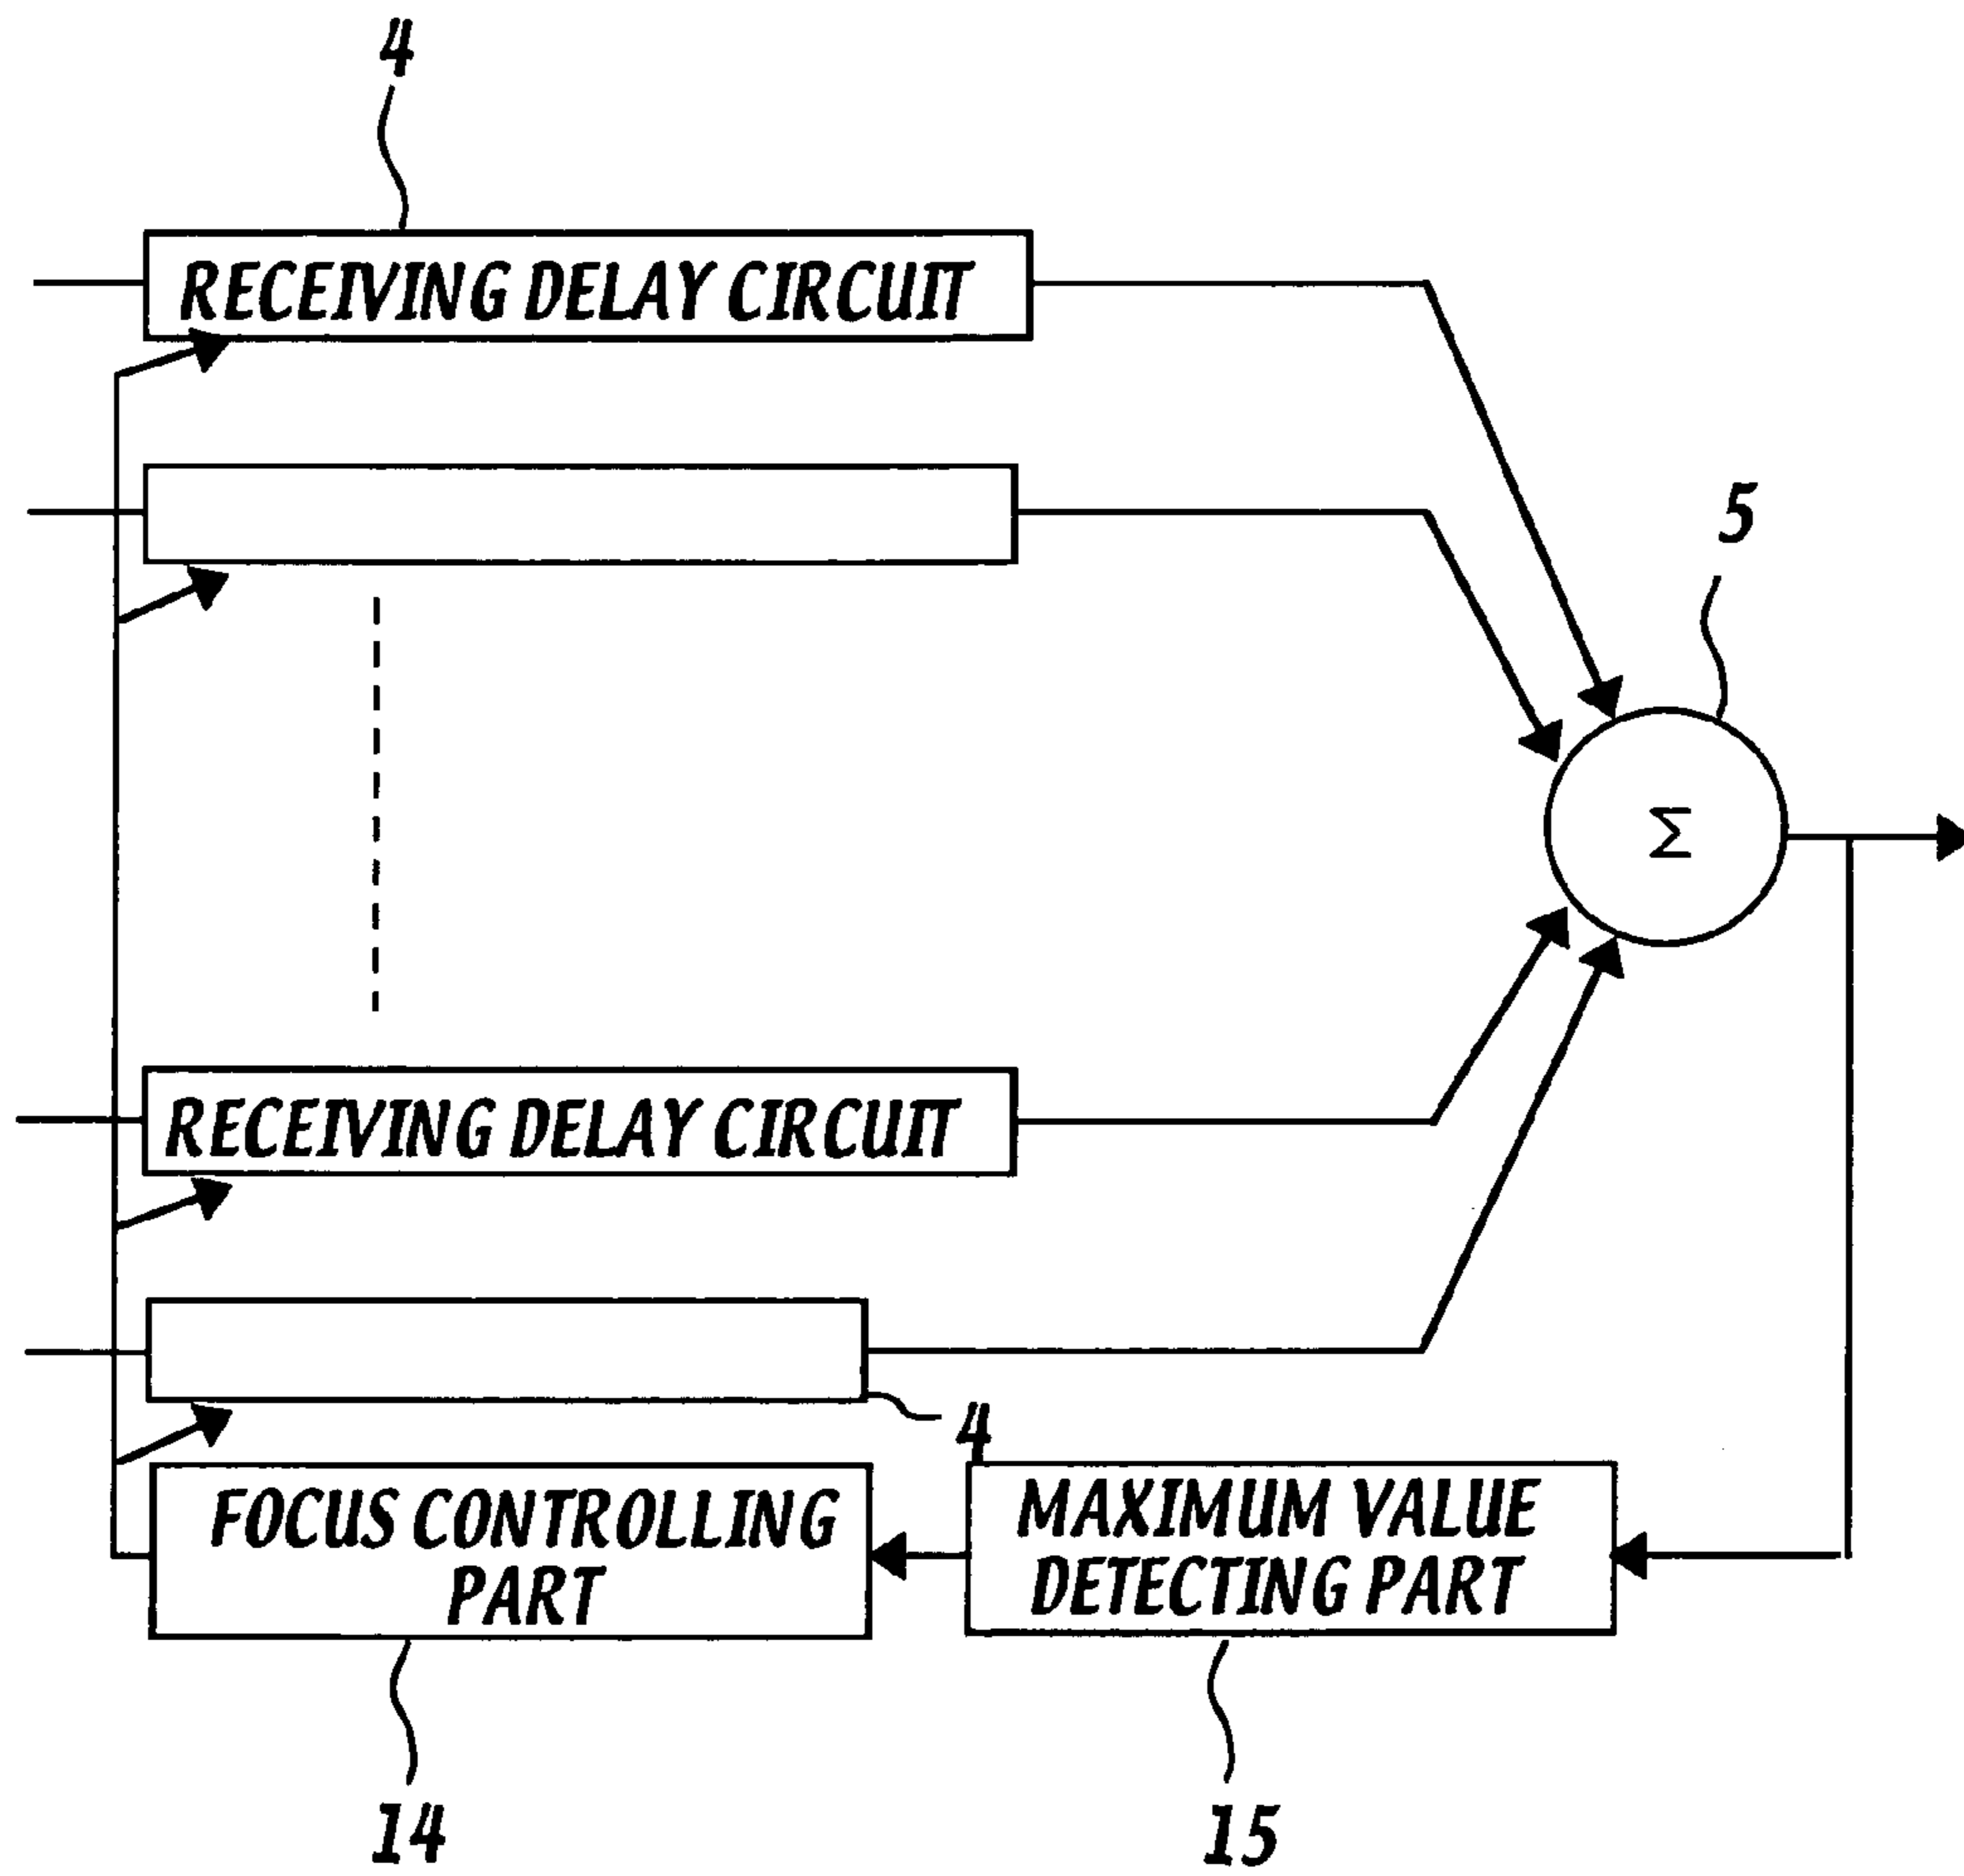 4
RECEIVING DELAY CIRCUIT
5
Σ
RECEIVING DELAY CIRCUIT
4
FOCUS CONTROLLING
PART
MAXIMUM VALUE
DETECTING PART
14
15